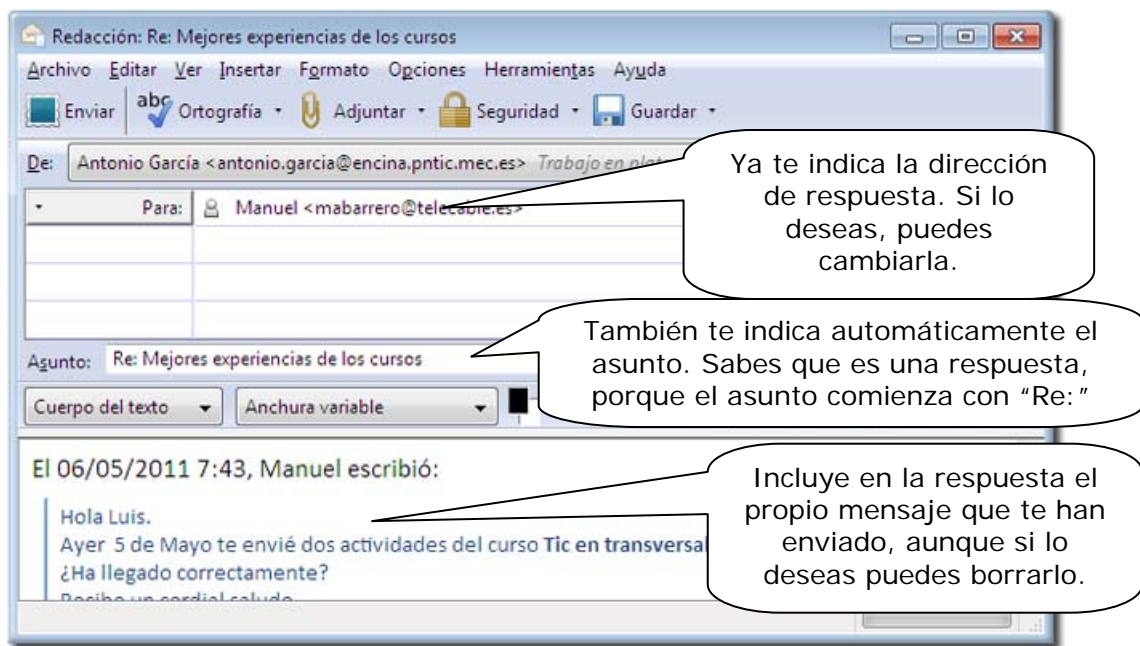 Redacción: Re: Mejores experiencias de los cursos
Archivo Editar Ver Insertar Formato Opciones Herramientas Ayuda
Enviar Ortografía Adjuntar Seguridad Guardar
De: Antonio García <antonio.garcia@encina.pntic.mec.es> Trabajo en
Para: Manuel <mabarrero@telecable.es>
Ya te indica la dirección
de respuesta. Si lo
deseas, puedes
cambiarla.
Asunto: Re: Mejores experiencias de los cursos
También te indica automáticamente el
asunto. Sabes que es una respuesta,
porque el asunto comienza con “Re:”
Cuerpo del texto Anchura variable
El 06/05/2011 7:43, Manuel escribió:
Hola Luis.
Ayer 5 de Mayo te envié dos actividades del curso Tic en transversal
¿Ha llegado correctamente?
Recibe un cordial saludo
Incluye en la respuesta el
propio mensaje que te han
enviado, aunque si lo
deseas puedes borrarlo.